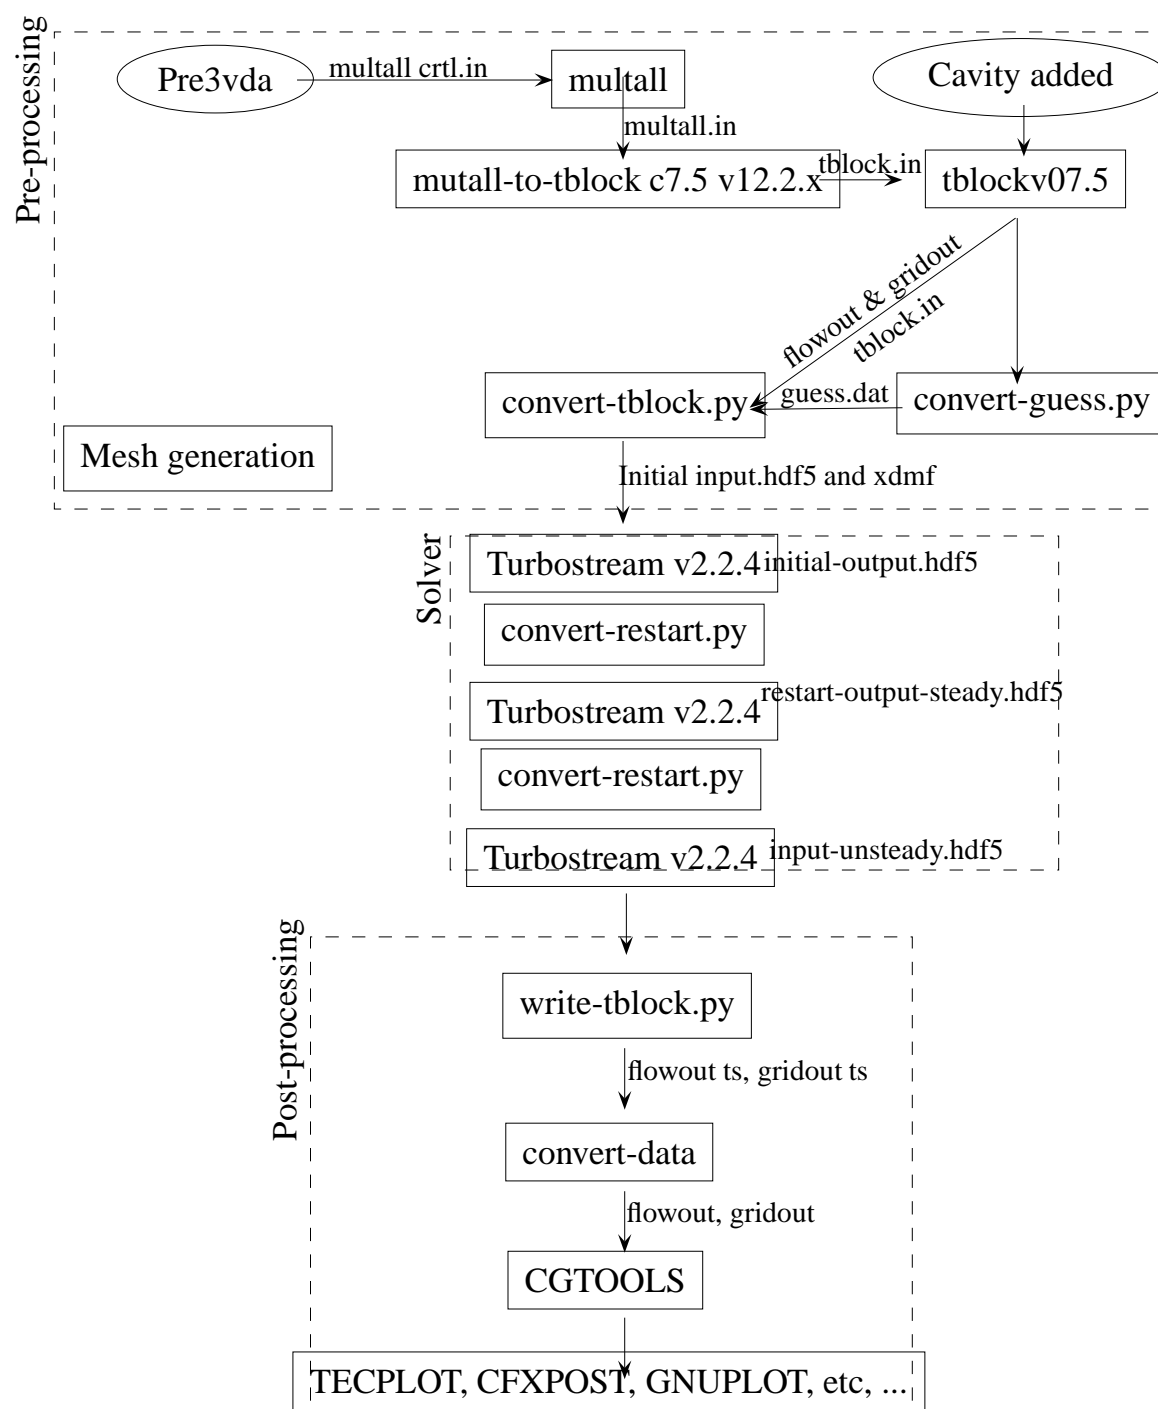 Pre-processing
Pre3vda
multall crtl.in
multall
Cavity added
multall.in
mutall-to-tblock c7.5 v12.2.x
tblock.in
tblockv07.5
flowout & gridout
tblock.in
convert-tblock.py
guess.dat
convert-guess.py
Mesh generation
Initial input.hdf5 and xdmf
Solver
Turbostream v2.2.4
initial-output.hdf5
convert-restart.py
Turbostream v2.2.4
restart-output-steady.hdf5
convert-restart.py
Turbostream v2.2.4
input-unsteady.hdf5
Post-processing
write-tblock.py
flowout ts, gridout ts
convert-data
flowout, gridout
CGTOOLS
TECPLOT, CFXPOST, GNUPLOT, etc, ...